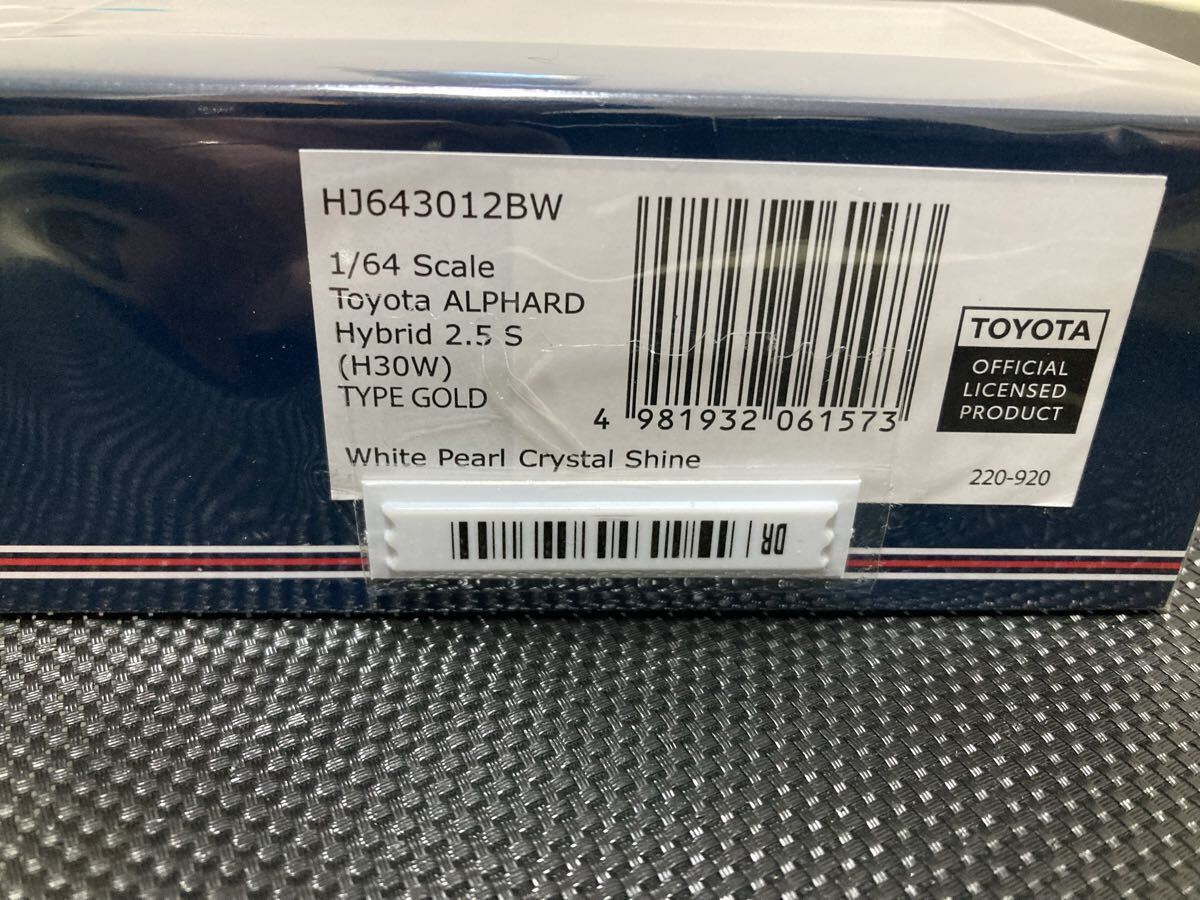 HJ643012BW
1/64 Scale
Toyota ALPHARD
Hybrid 2.5 S
(H30W)
TYPE GOLD
White Pearl Crystal Shine
4 981932 061573
TOYOTA
OFFICIAL
LICENSED
PRODUCT
220-920
DR